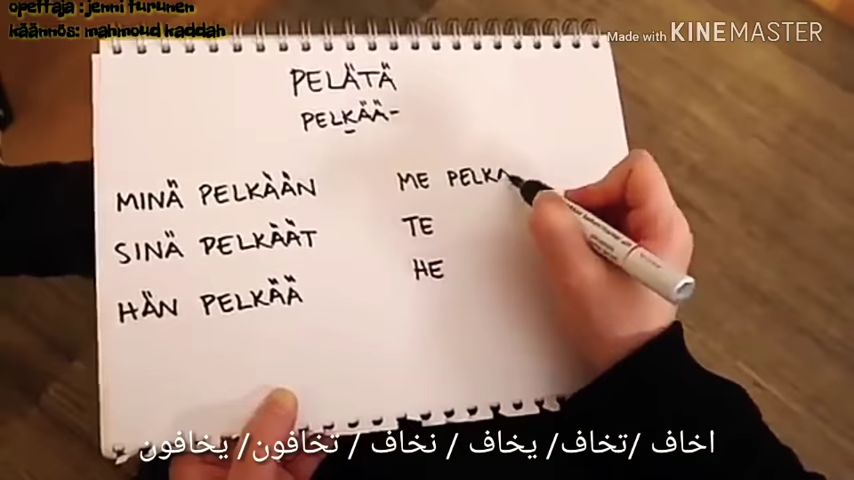 opettaja : jenni turunen
käännös: mahmoud kaddah
Made with KINEMASTER
PELÄTÄ
PELKÄÄ-
MINÄ PELKÄÄN
SINÄ PELKÄÄT
HÄN PELKÄÄ
ME PELKA
TE
HE
اخاف /تخاف/ يخاف / نخاف / تخافون/ يخافون